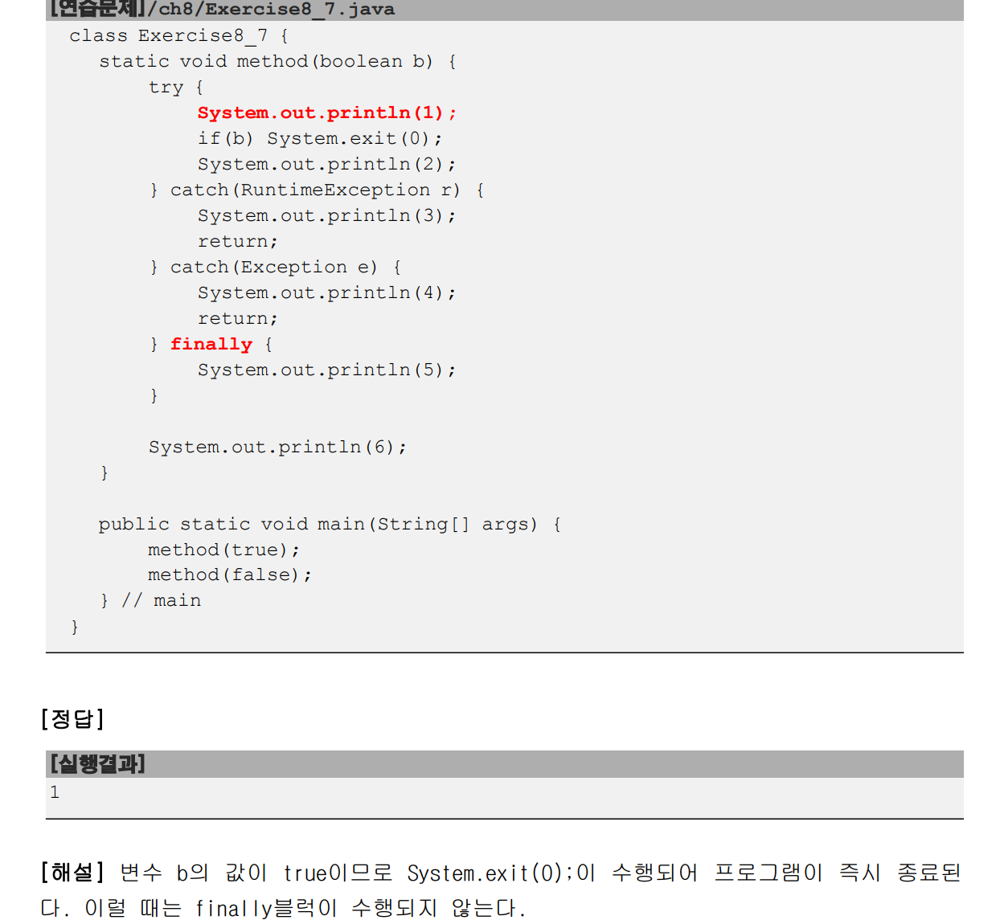 [연습문제]/ch8/Exercise8_7.java
class Exercise8_7 {
static void method(boolean b) {
try {
System.out.println(1);
if(b) System.exit(0);
System.out.println(2);
} catch(RuntimeException r) {
System.out.println(3);
return;
} catch(Exception e) {
System.out.println(4);
return;
} finally {
System.out.println(5);
}
System.out.println(6);
}
public static void main(String[] args) {
method(true);
method(false);
} // main
}
[정답]
[실행결과]
1
[해설] 변수 b의 값이 true이므로 System.exit(0);이 수행되어 프로그램이 즉시 종료된
다. 이럴 때는 finally블럭이 수행되지 않는다.